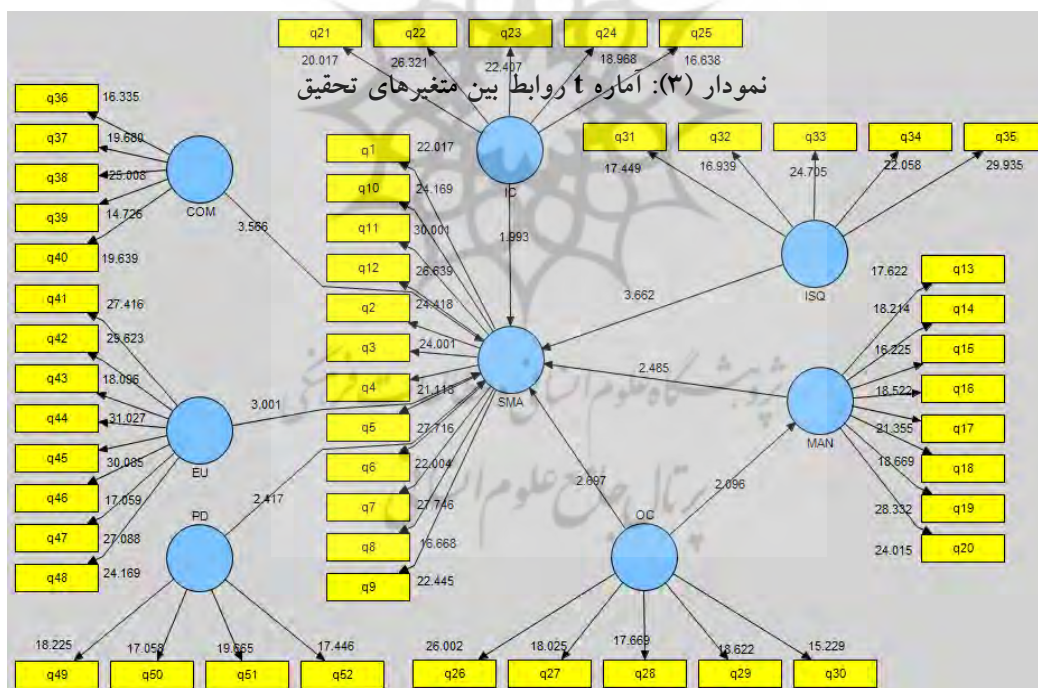 q21 q22 q23 q24 q25
20.017 26.321 22.407 18.968 16.638
نمودار (۳): آماره t روابط بین متغیرهای تحقیق
IC
1.993
q36 16.335
q37 19.680
q38 25.008
q39 14.726
q40 19.639
COM
3.566
q1 22.017
q10 24.169
q11 30.001
q12 26.639
q2 24.418
q3 24.001
q4
q5 21.113
q6 27.716
q7 22.004
q8 27.746
16.668
q9 22.445
SMA
q31 q32 q33 q34 q35
17.449 16.939 24.705 22.058 29.935
ISQ
3.662
q41 27.416
q42 29.623
q43 18.096
q44 31.027
q45 30.085
q46 17.059
q47 27.088
q48 24.169
EU
3.001
17.622 q13
18.214 q14
16.225 q15
18.522 q16
21.355 q17
18.669 q18
28.332 q19
24.015 q20
MAN
2.485
PD
2.417
18.225 17.058 19.665 17.446
q49 q50 q51 q52
OC
2.697
2.096
26.002 18.025 17.669 18.622 15.229
q26 q27 q28 q29 q30
پژوهشگاه علوم انسانی و مطالعات فرهنگی
پرتال جامع علوم انسانی